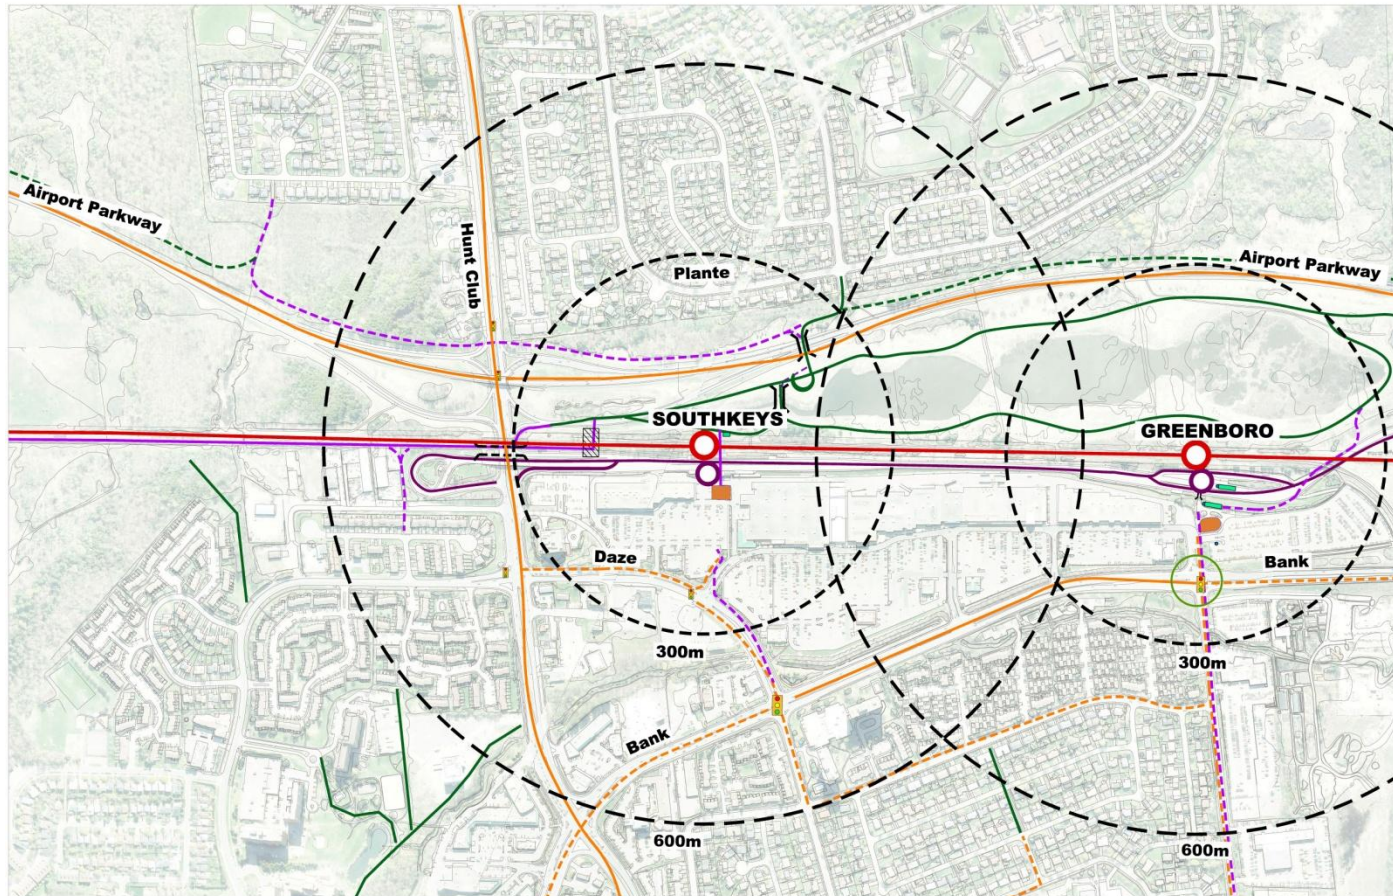 Airport Parkway
Hunt Club
Plante
Airport Parkway
SOUTHKEYS
GREENBORO
Daze
Bank
300m
300m
Bank
600m
600m